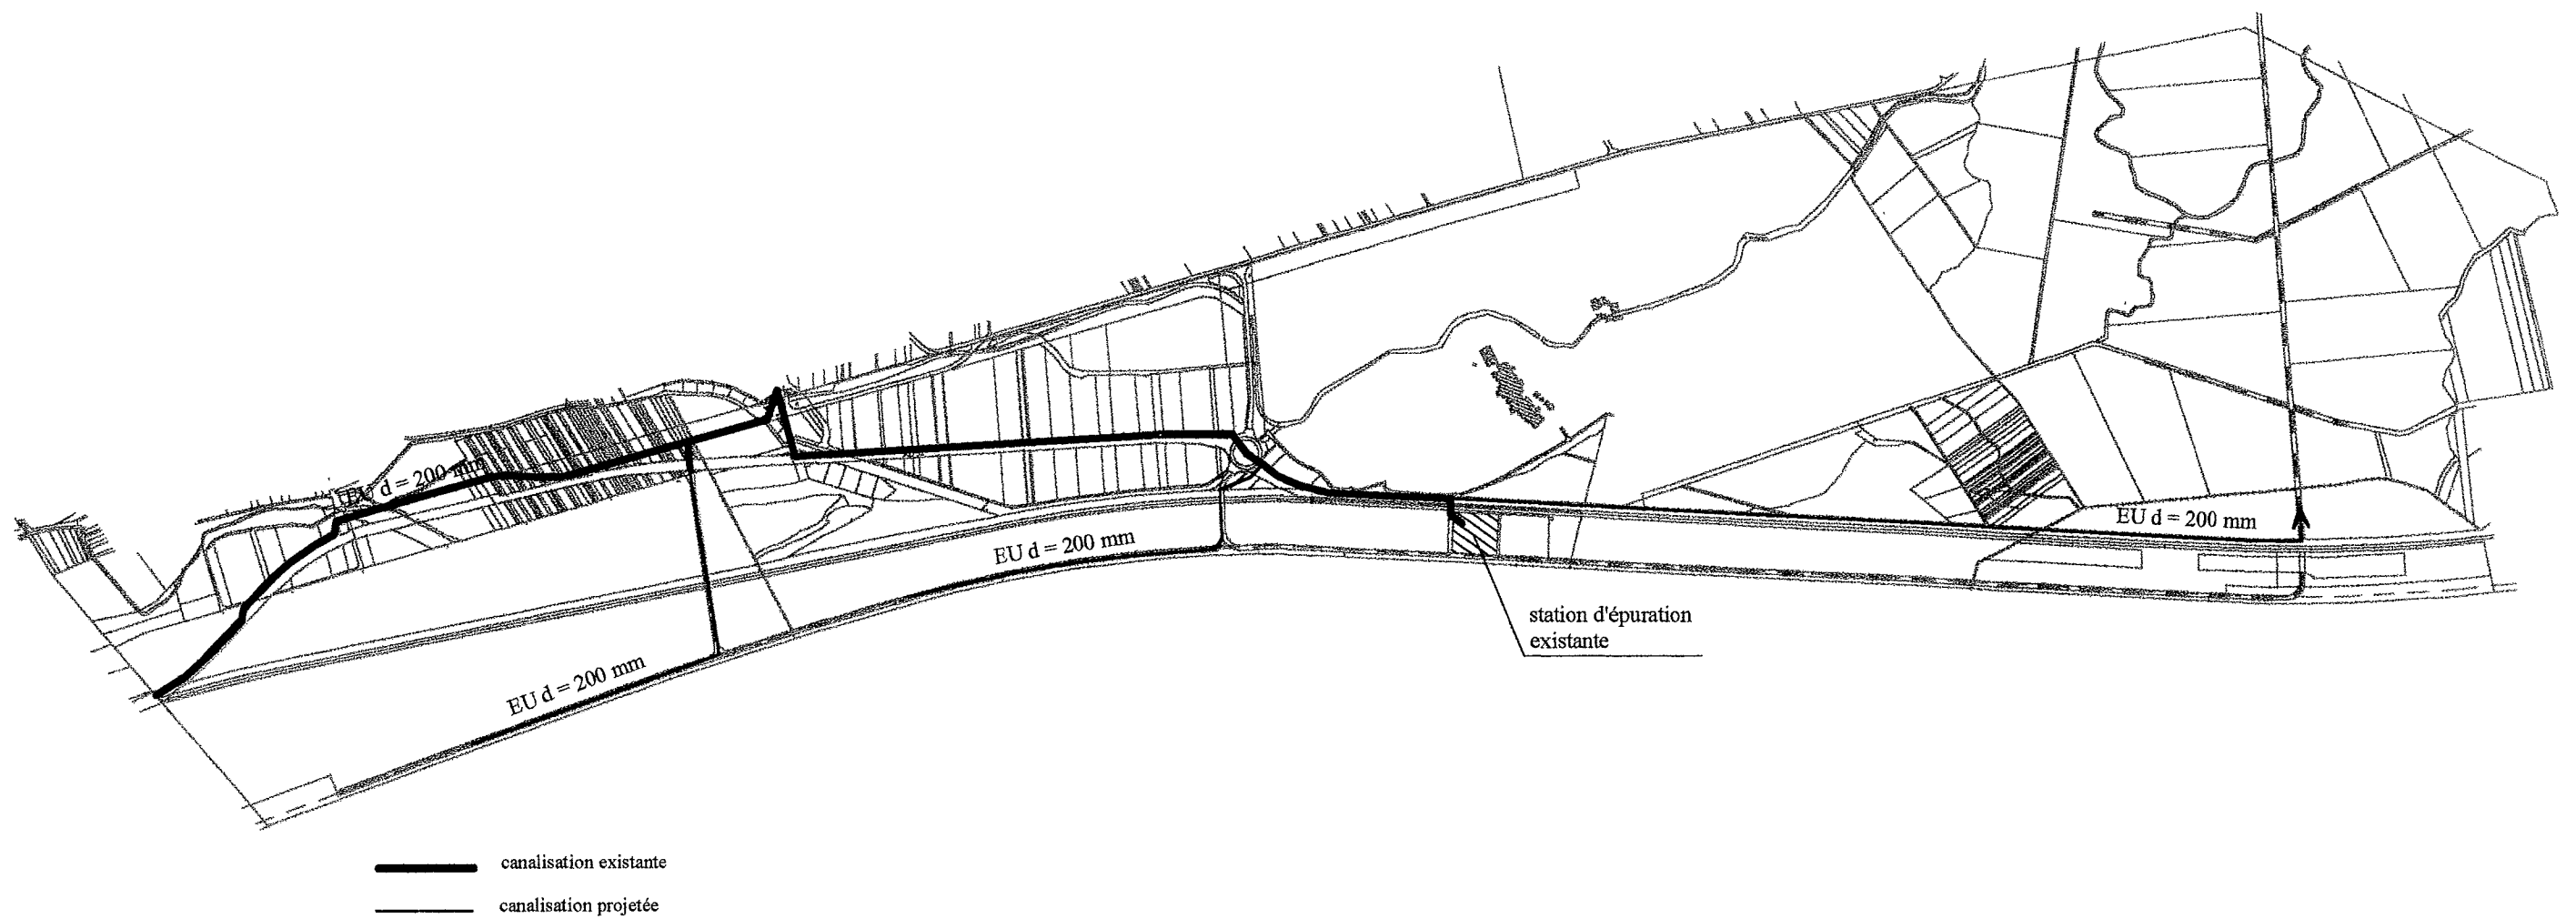 EU d = 200 mm
EU d = 200 mm
EU d = 200 mm
EU d = 200 mm
station d'épuration
existante
canalisation existante
canalisation projetée